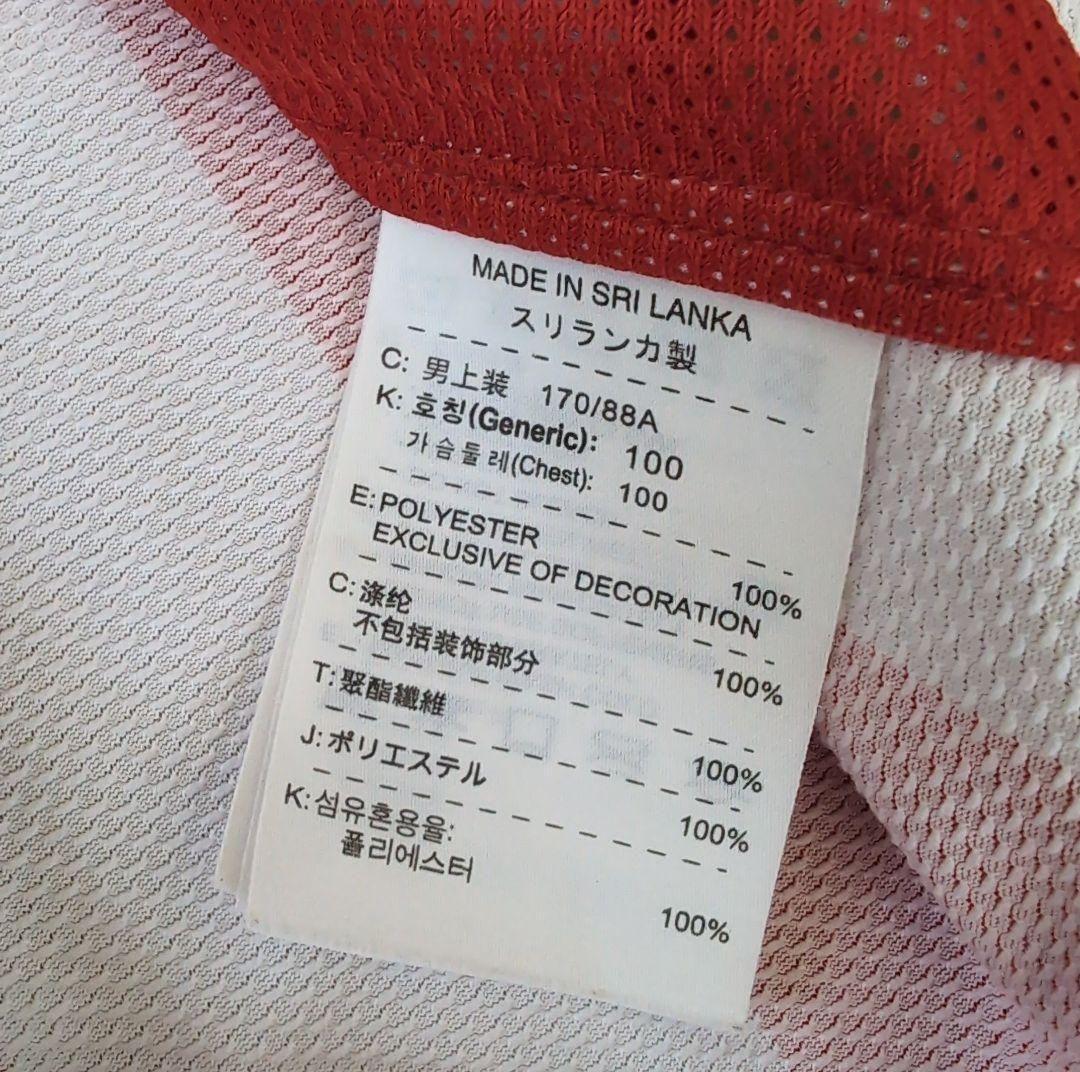 MADE IN SRI LANKA
スリランカ製
C: 男上装 170/88A
K: 호칭(Generic): 100
가슴둘레(Chest): 100
E: POLYESTER 100%
EXCLUSIVE OF DECORATION
C: 涤纶 100%
不包括装饰部分
T: 聚酯纖維 100%
J: ポリエステル 100%
K: 섬유혼용율:
폴리에스터 100%